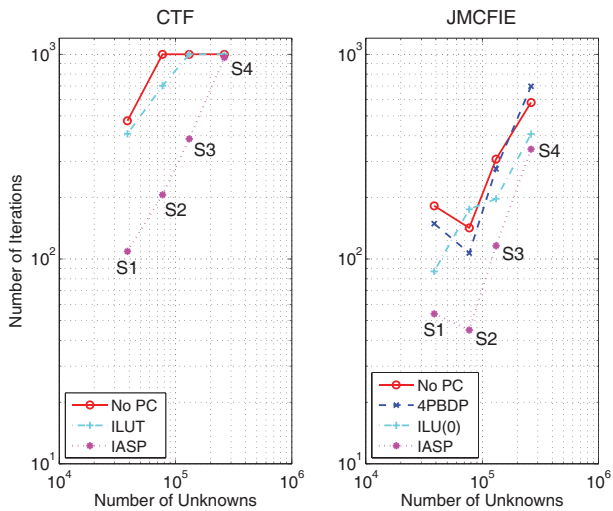 CTF
10^3
10^2
10^1
10^4
10^5
10^6
Number of Iterations
Number of Unknowns
S1
S2
S3
S4
No PC
ILUT
IASP
JMCFIE
10^3
10^2
10^1
10^4
10^5
10^6
Number of Unknowns
S1
S2
S3
S4
No PC
4PBDP
ILU(0)
IASP